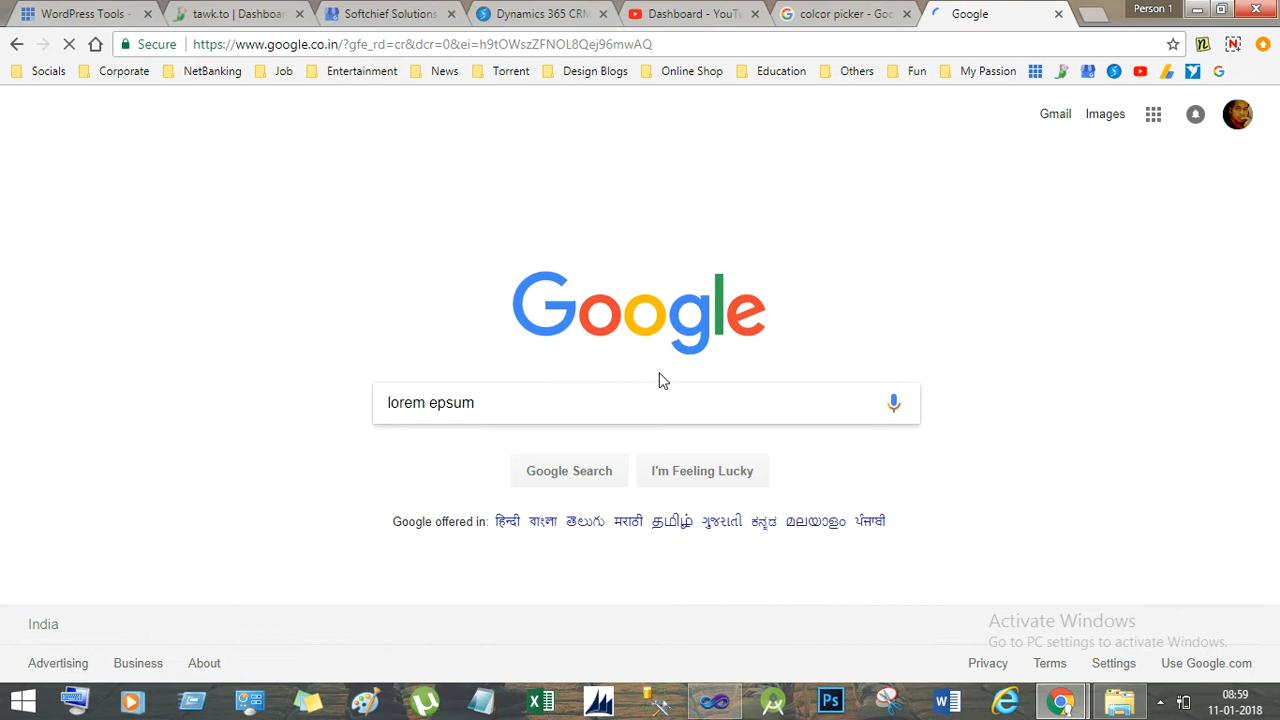 WordPress Tools - tawk.to | Dashboar Softchief Solutions Dynamics 365 CRM Dashboard - YouTu colcor picker - Goo Google Person 1
Secure https://www.google.co.in/?gfe_rd=cr&dcr=0&ei=h9tOWszZFNOL8Qej96mwAQ
Socials Corporate NetBanking Job Entertainment News Torrent Design Blogs Online Shop Education Others Fun My Passion
Gmail Images
Google
lorem epsum
Google Search I'm Feeling Lucky
Google offered in: हिन्दी বাংলা తెలుగు मराठी தமிழ் ગુજરાતી ಕನ್ನಡ മലയാളം ਪੰਜਾਬੀ
India
Activate Windows
Go to PC settings to activate Windows.
Advertising Business About Privacy Terms Settings Use Google.com
08:59
11-01-2018